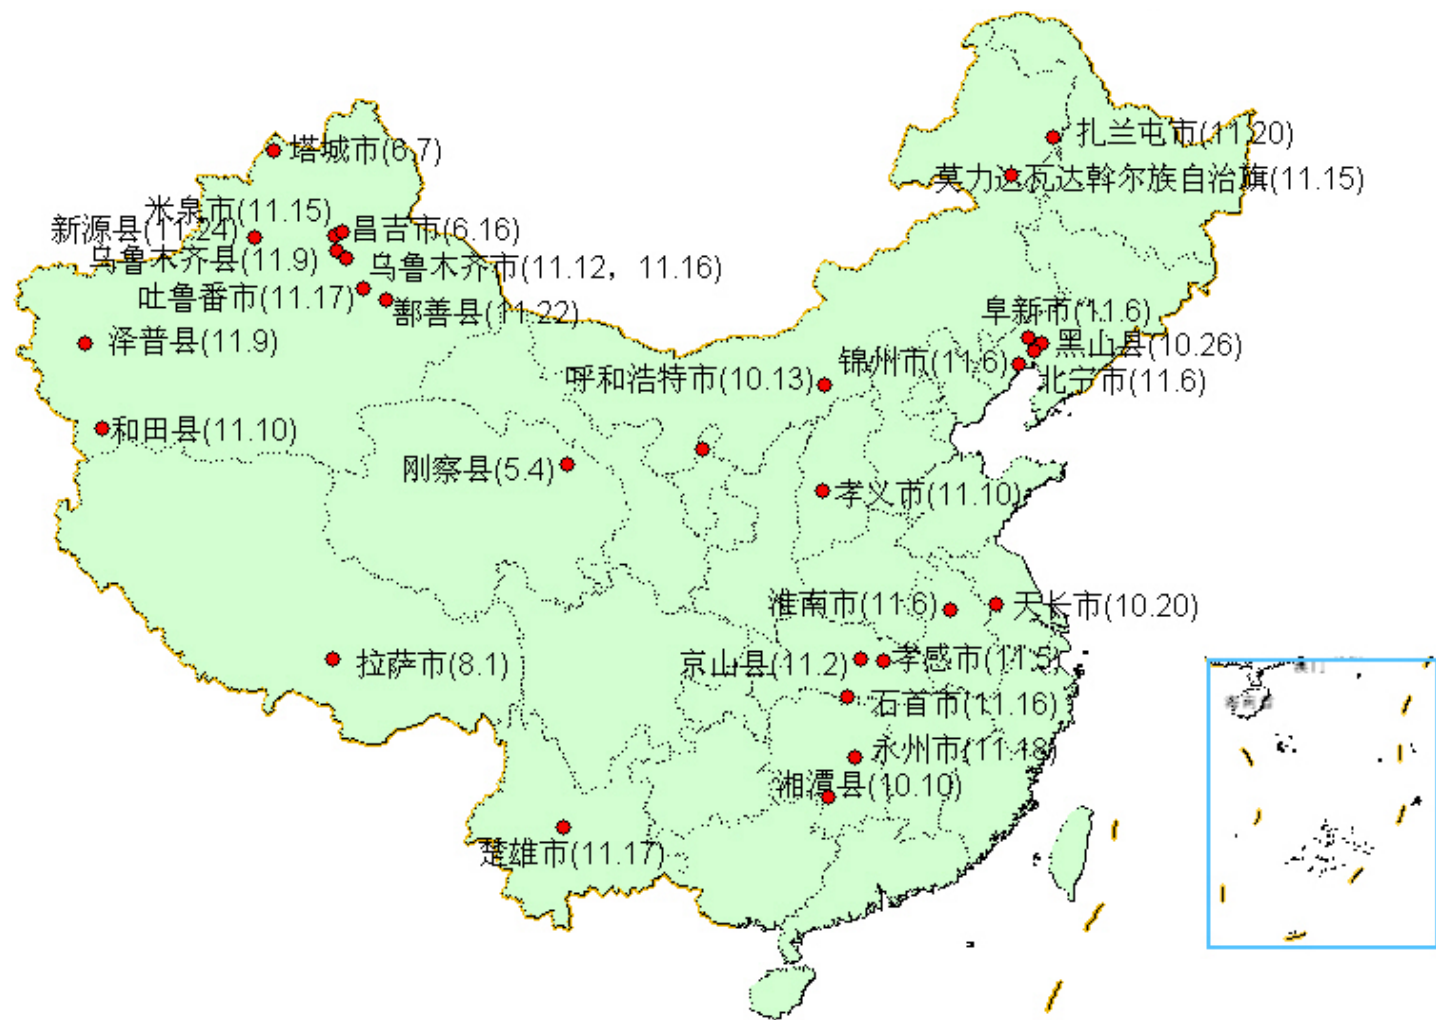 扎兰屯市(11.20)
塔城市(6.7)
莫力达瓦达斡尔族自治旗(11.15)
米泉市(11.15)
新源县(11.24)
昌吉市(6.16)
乌鲁木齐县(11.9)
乌鲁木齐市(11.12，11.16)
吐鲁番市(11.17)
鄯善县(11.22)
阜新市(11.6)
泽普县(11.9)
黑山县(10.26)
锦州市(11.6)
呼和浩特市(10.13)
北宁市(11.6)
和田县(11.10)
刚察县(5.4)
孝义市(11.10)
淮南市(11.6)
天长市(10.20)
拉萨市(8.1)
京山县(11.2)
孝感市(11.5)
石首市(11.16)
永州市(11.18)
湘潭县(10.10)
楚雄市(11.17)